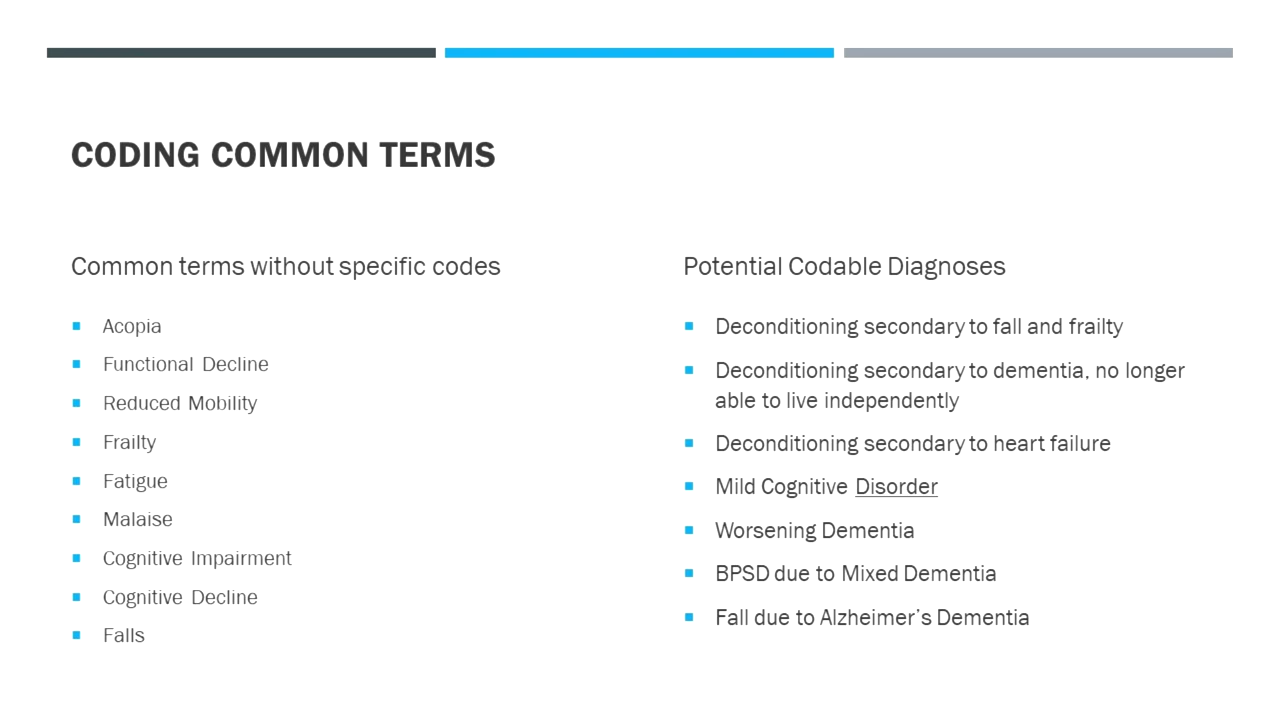 CODING COMMON TERMS
Common terms without specific codes
Acopia
Functional Decline
Reduced Mobility
Frailty
Fatigue
Malaise
Cognitive Impairment
Cognitive Decline
Falls
Potential Codable Diagnoses
Deconditioning secondary to fall and frailty
Deconditioning secondary to dementia, no longer
able to live independently
Deconditioning secondary to heart failure
Mild Cognitive Disorder
Worsening Dementia
BPSD due to Mixed Dementia
Fall due to Alzheimer’s Dementia